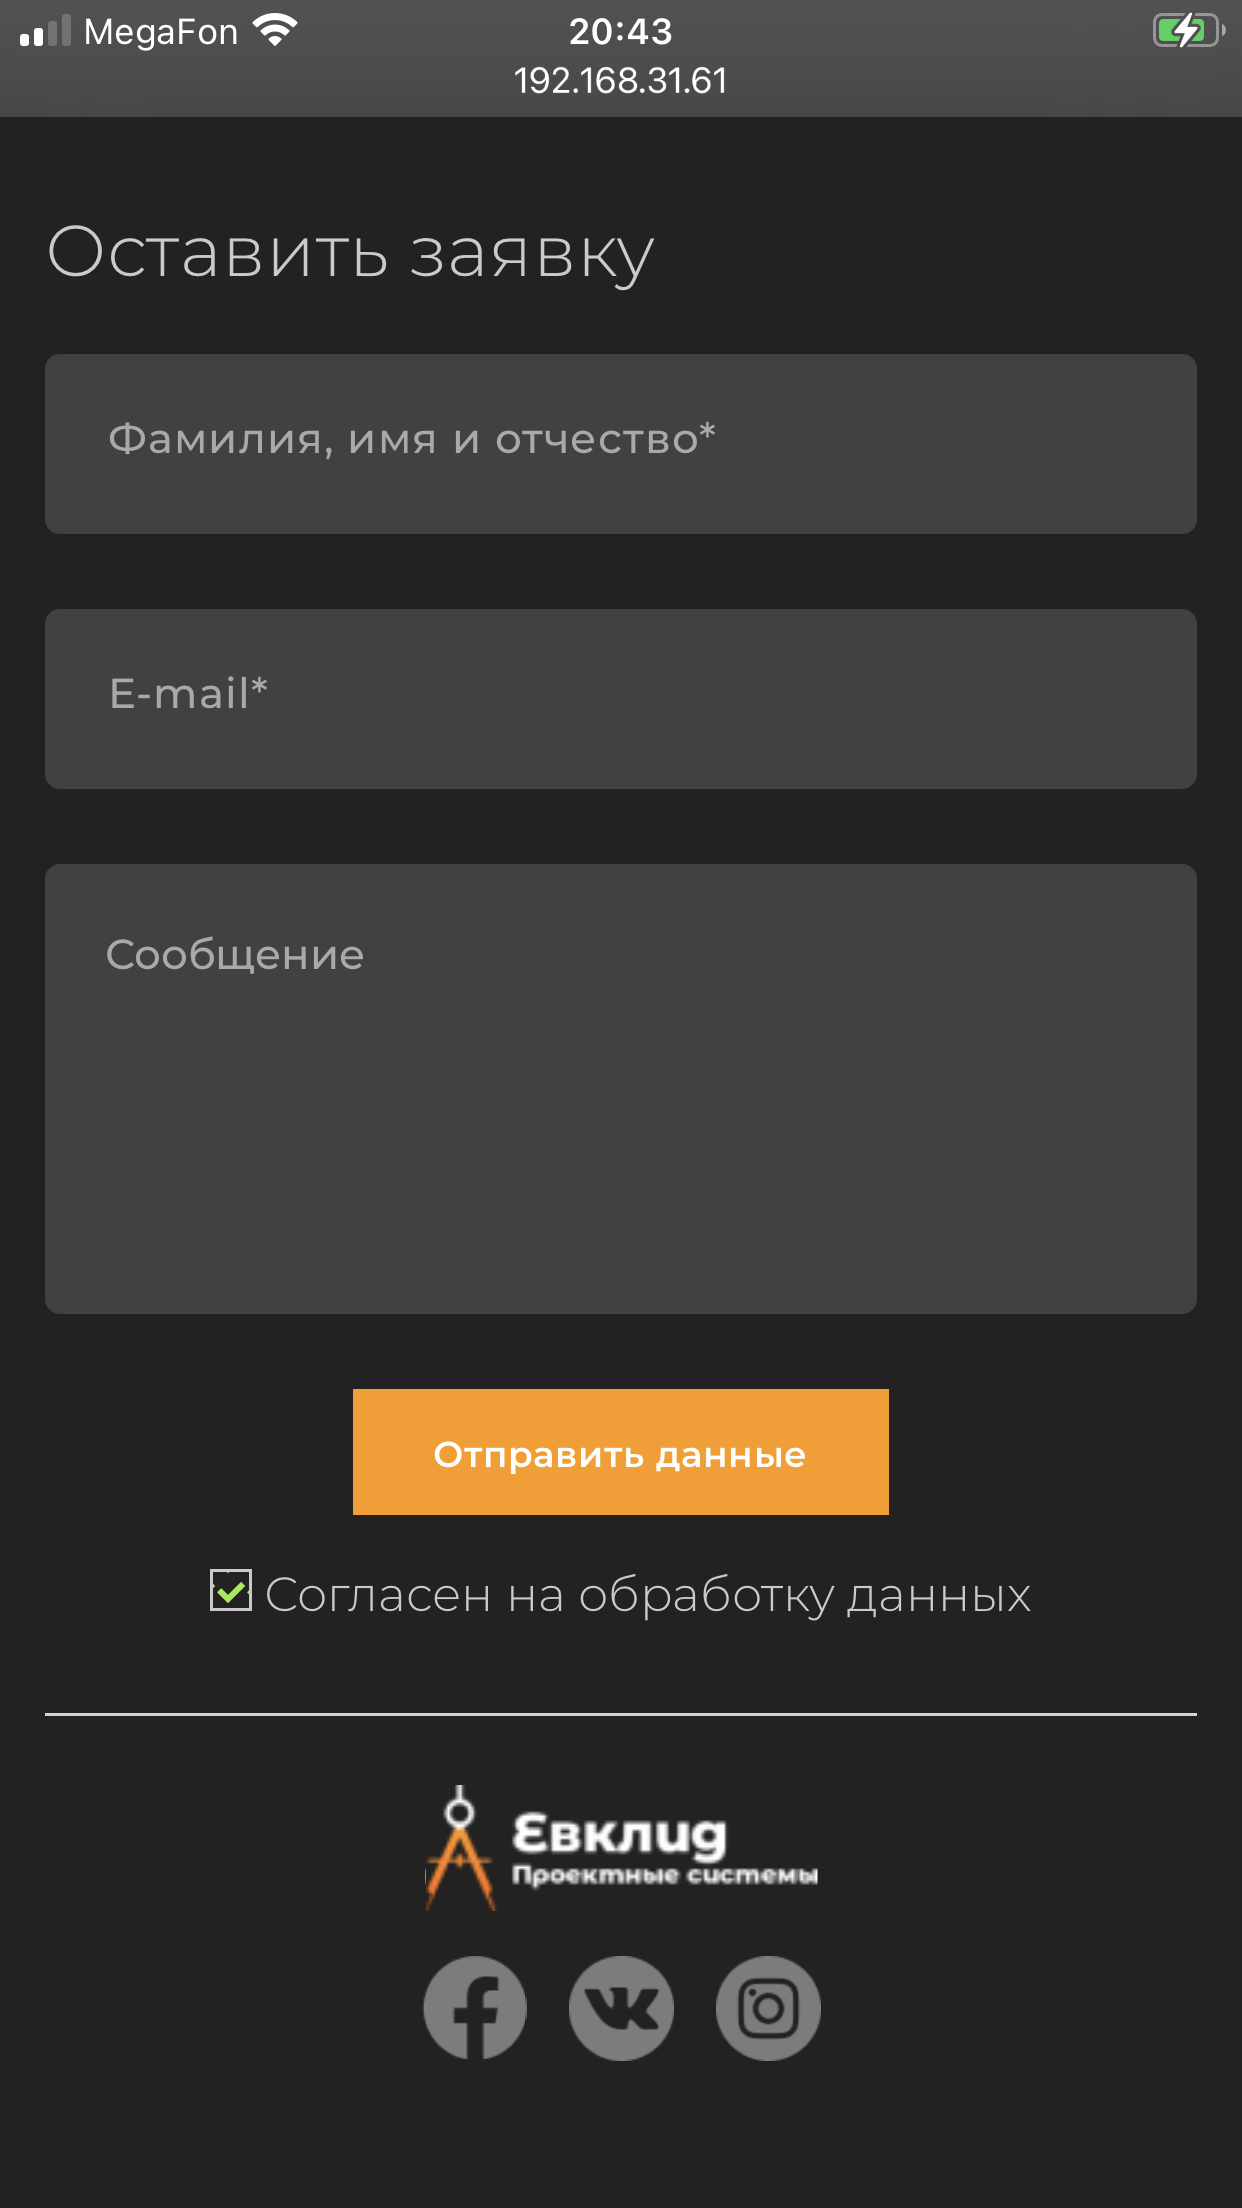 MegaFon
20:43
192.168.31.61
Оставить заявку
Фамилия, имя и отчество*
E-mail*
Сообщение
Отправить данные
Согласен на обработку данных
Евклид
Проектные системы